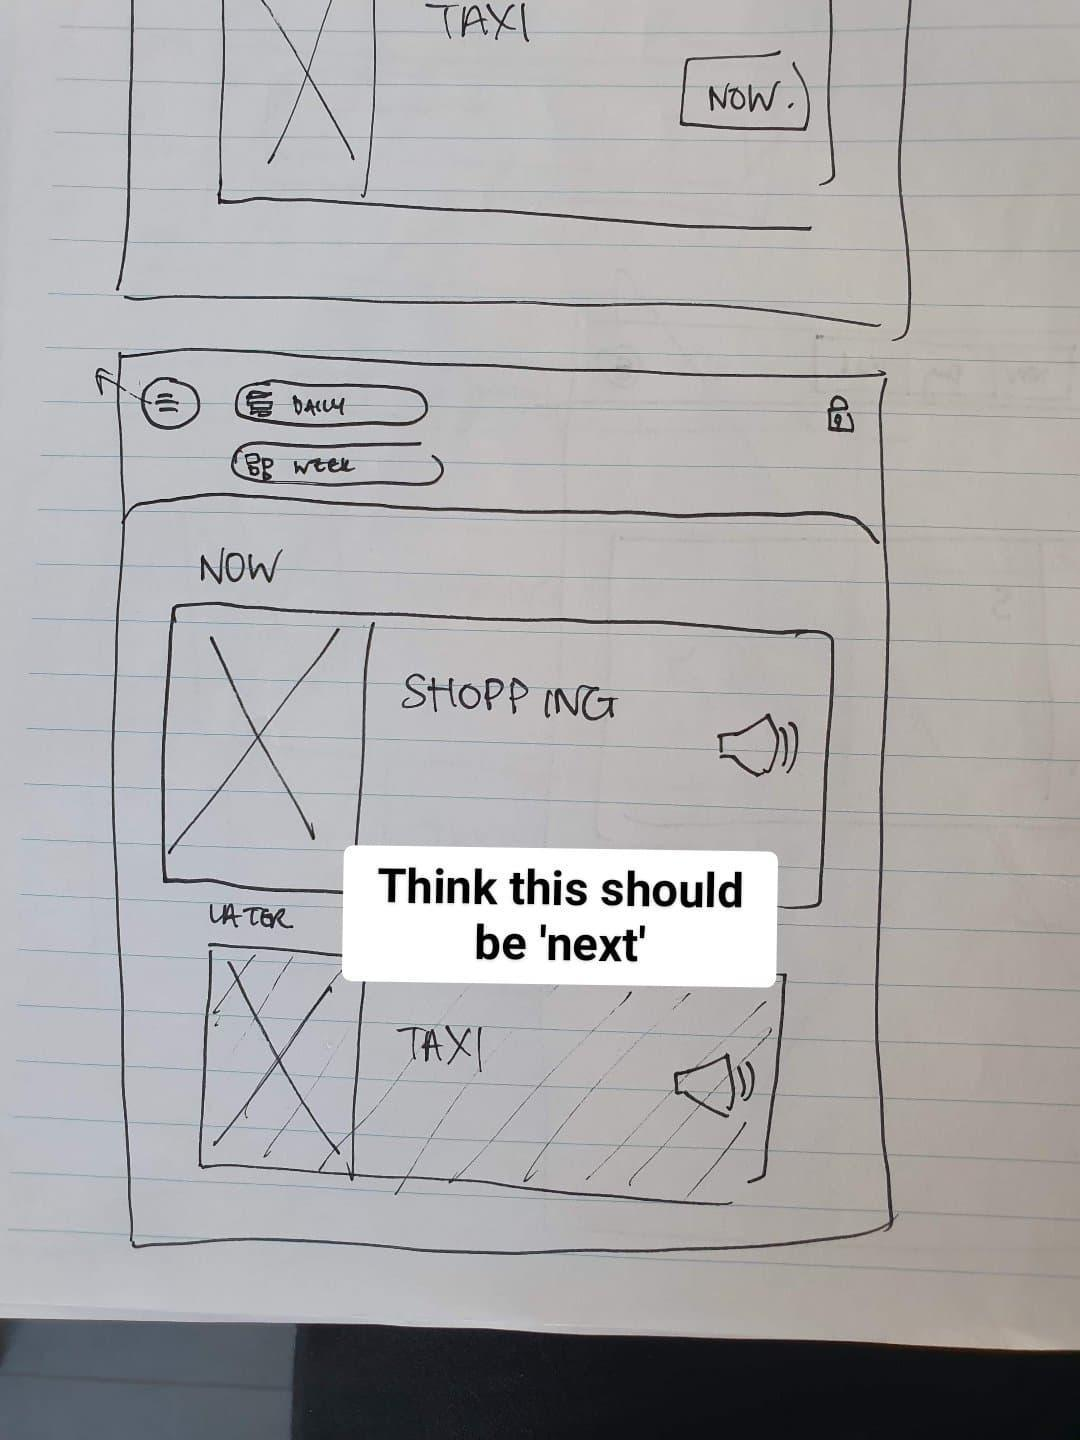 TAXI
NOW.
DAILY
WEEK
NOW
SHOPPING
Think this should
be 'next'
LATER
TAXI